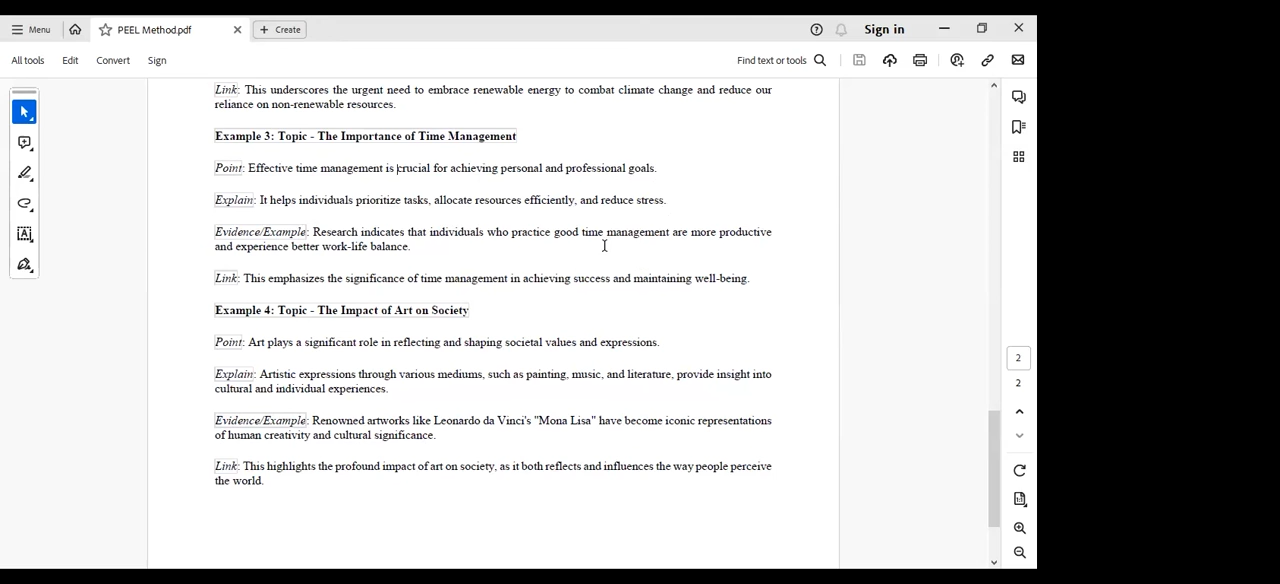 Menu
PEEL Method.pdf
Create
Sign in
All tools
Edit
Convert
Sign
Find text or tools
Link: This underscores the urgent need to embrace renewable energy to combat climate change and reduce our
reliance on non-renewable resources.
Example 3: Topic - The Importance of Time Management
Point: Effective time management is crucial for achieving personal and professional goals.
Explain: It helps individuals prioritize tasks, allocate resources efficiently, and reduce stress.
Evidence/Example: Research indicates that individuals who practice good time management are more productive
and experience better work-life balance.
Link: This emphasizes the significance of time management in achieving success and maintaining well-being.
Example 4: Topic - The Impact of Art on Society
Point: Art plays a significant role in reflecting and shaping societal values and expressions.
Explain: Artistic expressions through various mediums, such as painting, music, and literature, provide insight into
cultural and individual experiences.
Evidence/Example: Renowned artworks like Leonardo da Vinci's "Mona Lisa" have become iconic representations
of human creativity and cultural significance.
Link: This highlights the profound impact of art on society, as it both reflects and influences the way people perceive
the world.
2
2